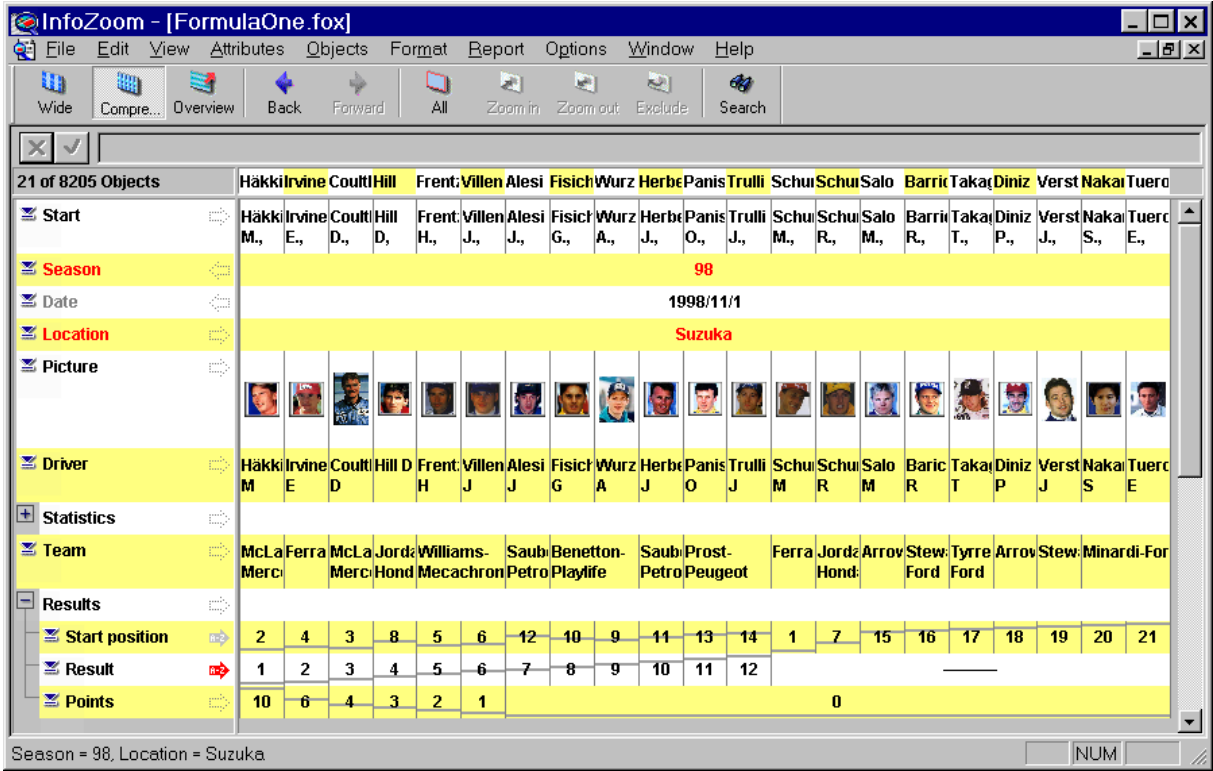 InfoZoom - [FormulaOne.fox]
File Edit View Attributes Objects Format Report Options Window Help
Wide Compre... Overview Back Forward All Zoom in Zoom out Exclude Search
21 of 8205 Objects Häkki Irvine Coultl Hill Frent Villen Alesi Fisich Wurz Herbe Panis Trulli Schu Schu Salo Barric Taka Diniz Verst Naka Tuero
Start Häkki Irvine Coultl Hill Frent Villen Alesi Fisich Wurz Herbe Panis Trulli Schu Schu Salo Barri Taka Diniz Verst Naka Tuerc
M., E., D., D, H., J., J., G., A., J., O., J., M., R., M., R., T., P., J., S., E.,
Season 98
Date 1998/11/1
Location Suzuka
Picture
Driver Häkki Irvine Coultl Hill D Frent Villen Alesi Fisich Wurz Herbe Panis Trulli Schu Schu Salo Baric Taka Diniz Verst Naka Tuerc
M E D H J J G A J O J M R M R T P J S E
Statistics
Team McLa Ferra McLa Jorda Williams- Saub Benetton- Saub Prost- Ferra Jorda Arrov Stew Tyrre Arrov Stew Minardi-For
Merc Merc Hond Mecachron Petro Playlife Petro Peugeot Hond Ford Ford
Results
Start position 2 4 3 8 5 6 12 10 9 11 13 14 1 7 15 16 17 18 19 20 21
Result 1 2 3 4 5 6 7 8 9 10 11 12
Points 10 6 4 3 2 1 0
Season = 98, Location = Suzuka NUM